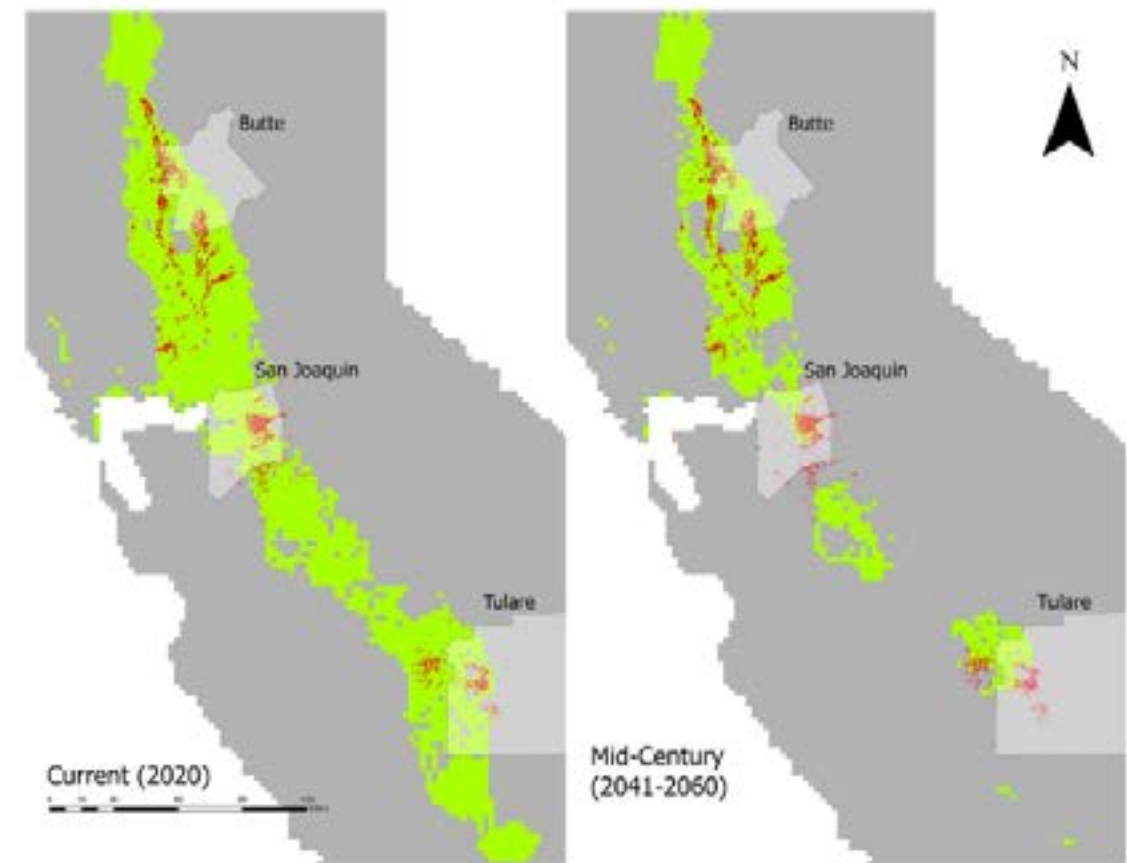 N
Butte
Butte
San Joaquin
San Joaquin
Tulare
Tulare
Current (2020)
Mid-Century
(2041-2060)